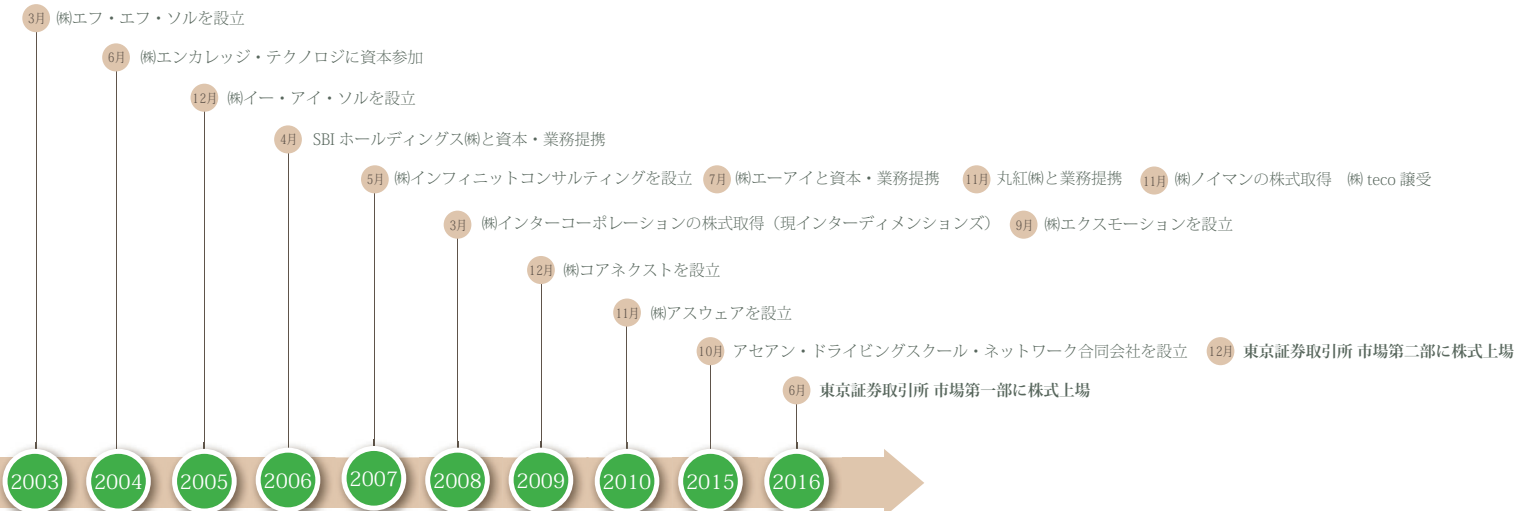 3月 ㈱エフ・エフ・ソルを設立
6月 ㈱エンカレッジ・テクノロジに資本参加
12月 ㈱イー・アイ・ソルを設立
4月 SBI ホールディングス㈱と資本・業務提携
5月 ㈱インフィニットコンサルティングを設立 7月 ㈱エーアイと資本・業務提携 11月 丸紅㈱と業務提携 11月 ㈱ノイマンの株式取得 ㈱ teco 譲受
3月 ㈱インターコーポレーションの株式取得（現インターディメンションズ） 9月 ㈱エクスモーションを設立
12月 ㈱コアネクストを設立
11月 ㈱アスウェアを設立
10月 アセアン・ドライビングスクール・ネットワーク合同会社を設立 12月 東京証券取引所 市場第二部に株式上場
6月 東京証券取引所 市場第一部に株式上場
2003 2004 2005 2006 2007 2008 2009 2010 2015 2016